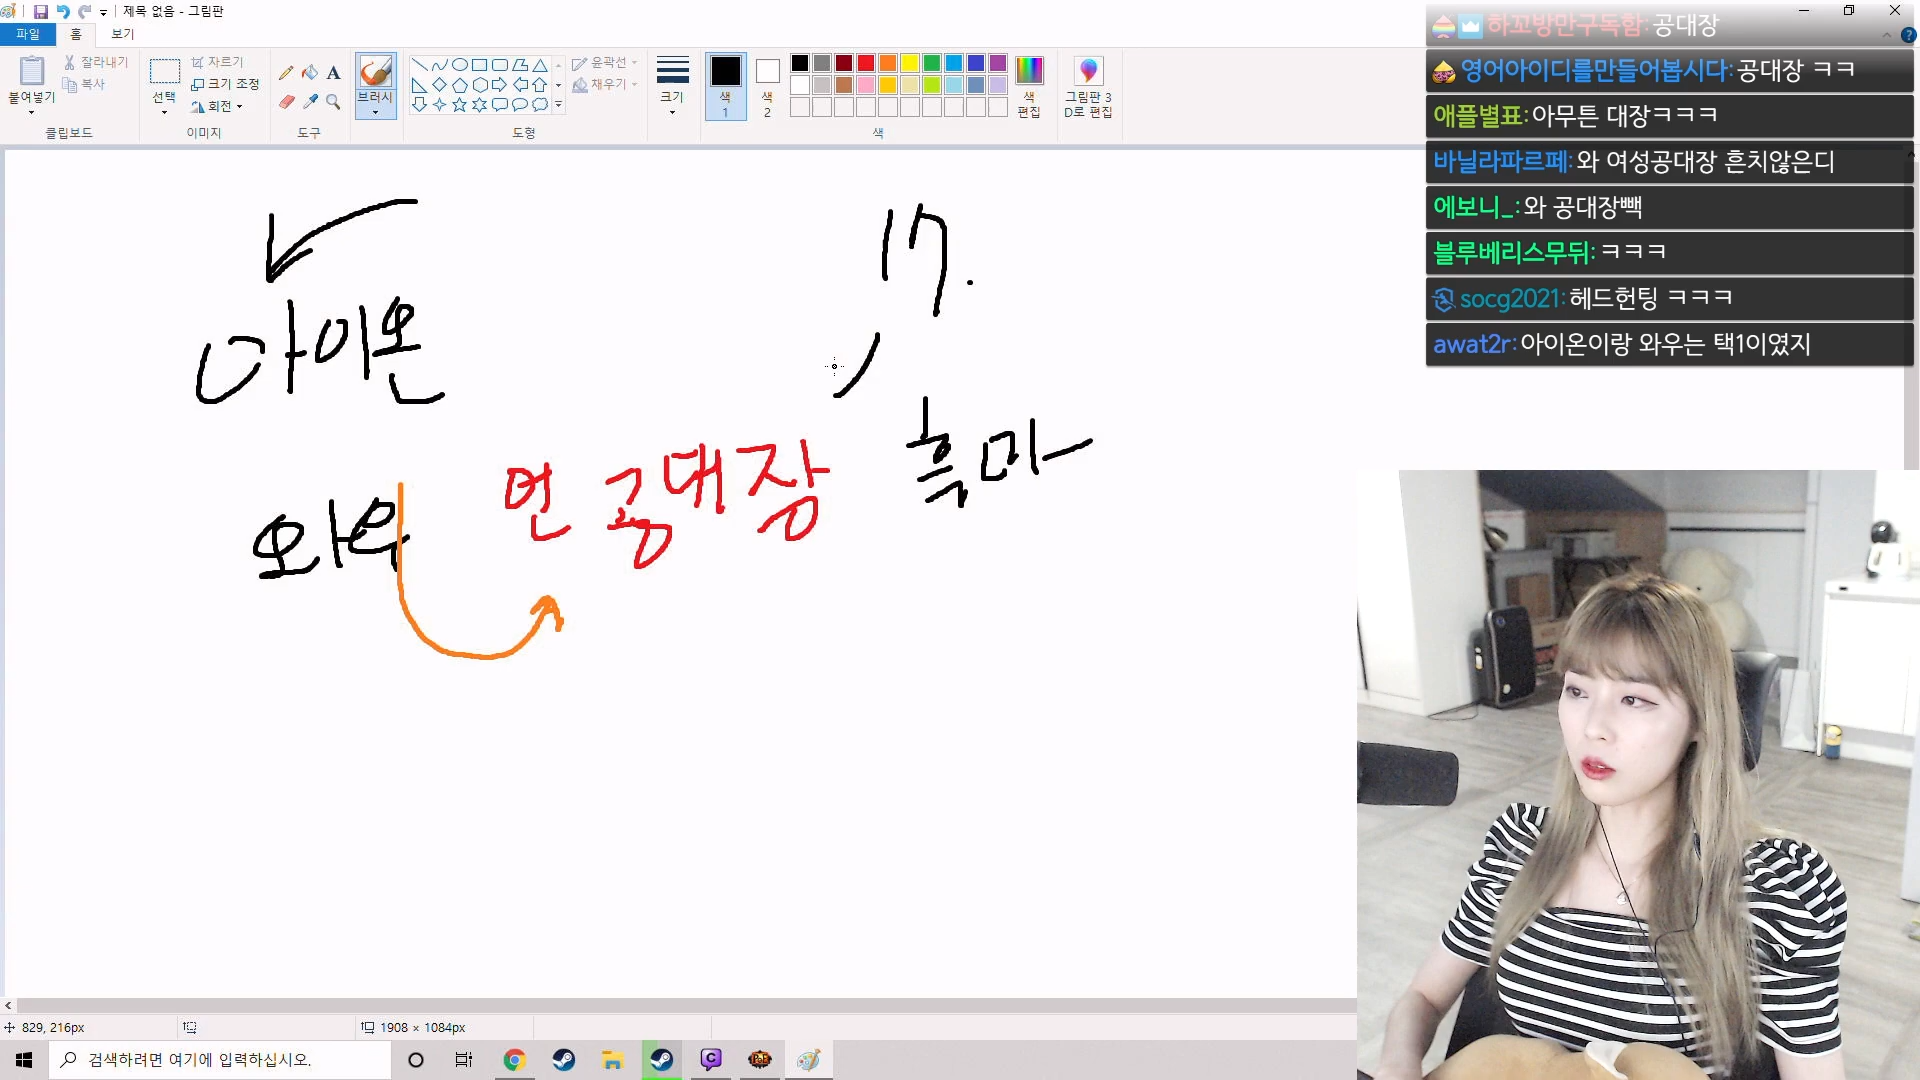 제목 없음 - 그림판
파일 홈 보기
붙여넣기
잘라내기
복사
클립보드
선택
자르기
크기 조정
회전
이미지
A
도구
브러시
윤곽선
채우기
도형
크기
색
1
색
2
색
편집
색
그림판 3
D로 편집
하꼬방만구독함: 공대장
영어아이디를만들어봅시다: 공대장 ㅋㅋ
애플별표: 아무튼 대장ㅋㅋㅋ
바닐라파르페: 와 여성공대장 흔치않은디
에보니_: 와 공대장빽
블루베리스무뒤: ㅋㅋㅋ
socg2021: 헤드헌팅 ㅋㅋㅋ
awat2r: 아이온이랑 와우는 택1이였지
17.
아이온
흑마
와우
연 공대장
829, 216px
1908 × 1084px
검색하려면 여기에 입력하십시오.